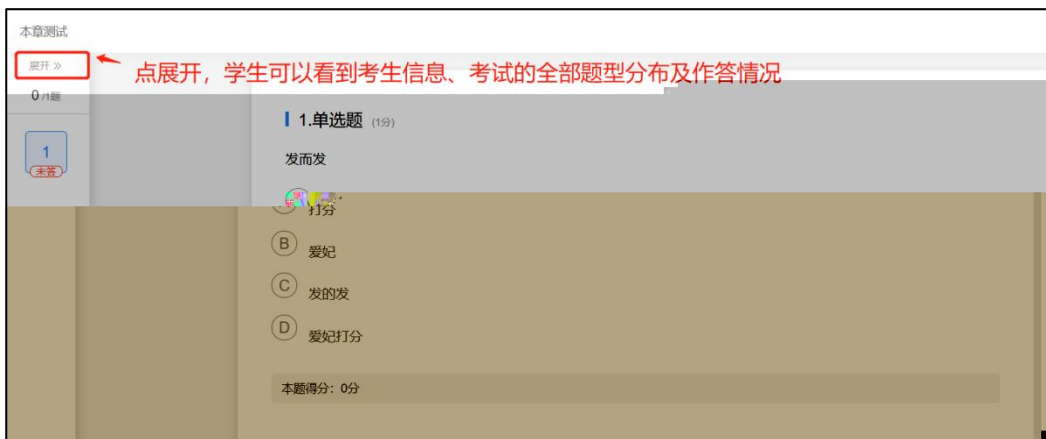 本章测试
展开 »
点展开，学生可以看到考生信息、考试的全部题型分布及作答情况
0 /1题
1.单选题 (1分)
1
未答
发而发
打分
B 爱妃
C 发的发
D 爱妃打分
本题得分：0分